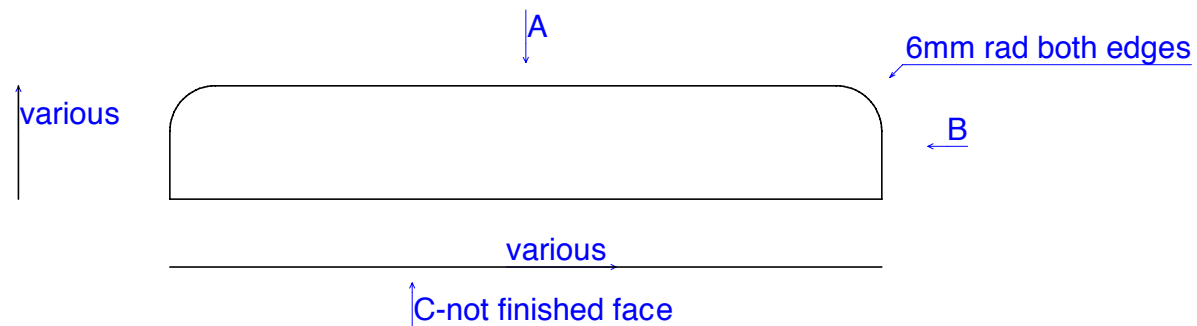 A
6mm rad both edges
various
B
various
C-not finished face